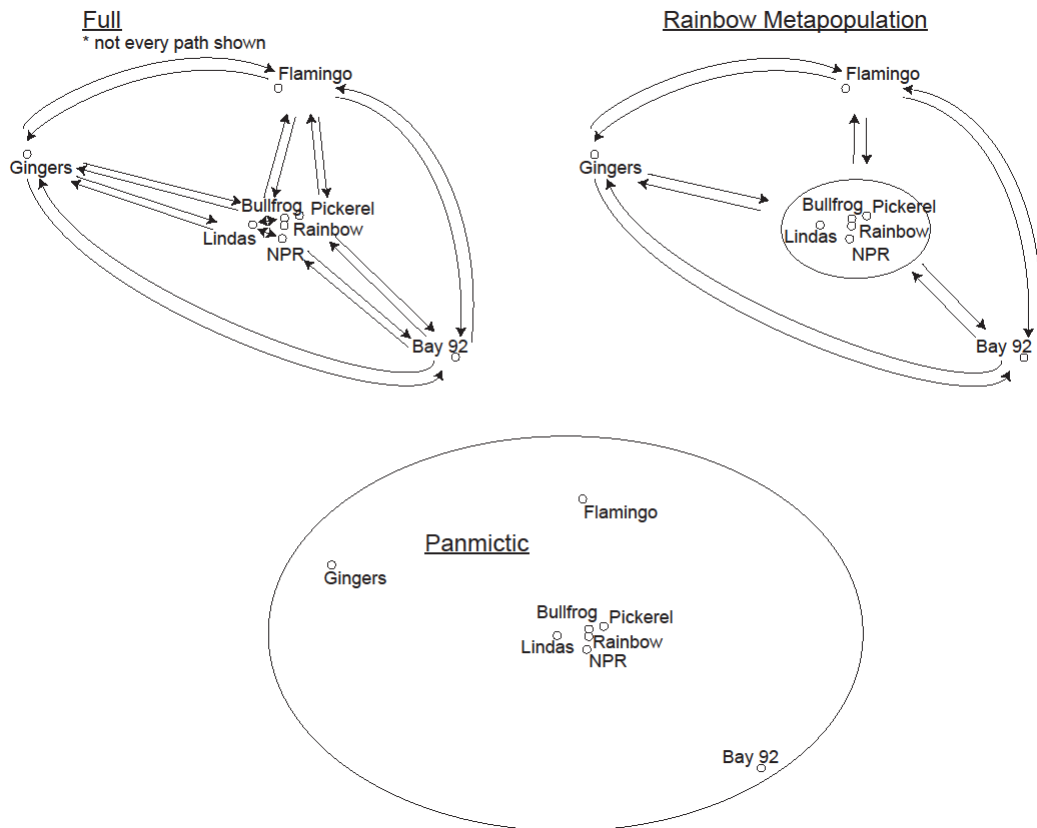 Full
* not every path shown
Flamingo
Gingers
Bullfrog
Pickerel
Lindas
Rainbow
NPR
Bay 92
Rainbow Metapopulation
Flamingo
Gingers
Bullfrog
Pickerel
Lindas
Rainbow
NPR
Bay 92
Flamingo
Panmictic
Gingers
Bullfrog
Pickerel
Lindas
Rainbow
NPR
Bay 92